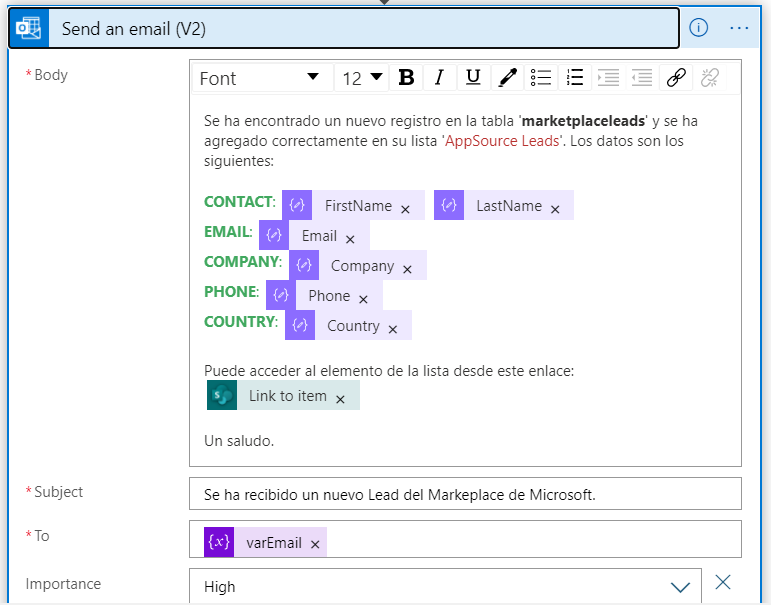 Send an email (V2)
* Body
Font 12 B I U
Se ha encontrado un nuevo registro en la tabla 'marketplaceleads' y se ha
agregado correctamente en su lista 'AppSource Leads'. Los datos son los
siguientes:
CONTACT: FirstName × LastName ×
EMAIL: Email ×
COMPANY: Company ×
PHONE: Phone ×
COUNTRY: Country ×
Puede acceder al elemento de la lista desde este enlace:
Link to item ×
Un saludo.
* Subject
Se ha recibido un nuevo Lead del Markeplace de Microsoft.
* To
varEmail ×
Importance
High